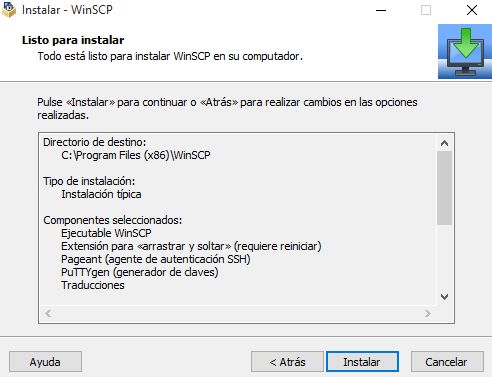 Instalar - WinSCP
Listo para instalar
Todo está listo para instalar WinSCP en su computador.
Pulse «Instalar» para continuar o «Atrás» para realizar cambios en las opciones
realizadas.
Directorio de destino:
C:\Program Files (x86)\WinSCP
Tipo de instalación:
Instalación típica
Componentes seleccionados:
Ejecutable WinSCP
Extensión para «arrastrar y soltar» (requiere reiniciar)
Pageant (agente de autenticación SSH)
PuTTYgen (generador de claves)
Traducciones
Ayuda
< Atrás
Instalar
Cancelar